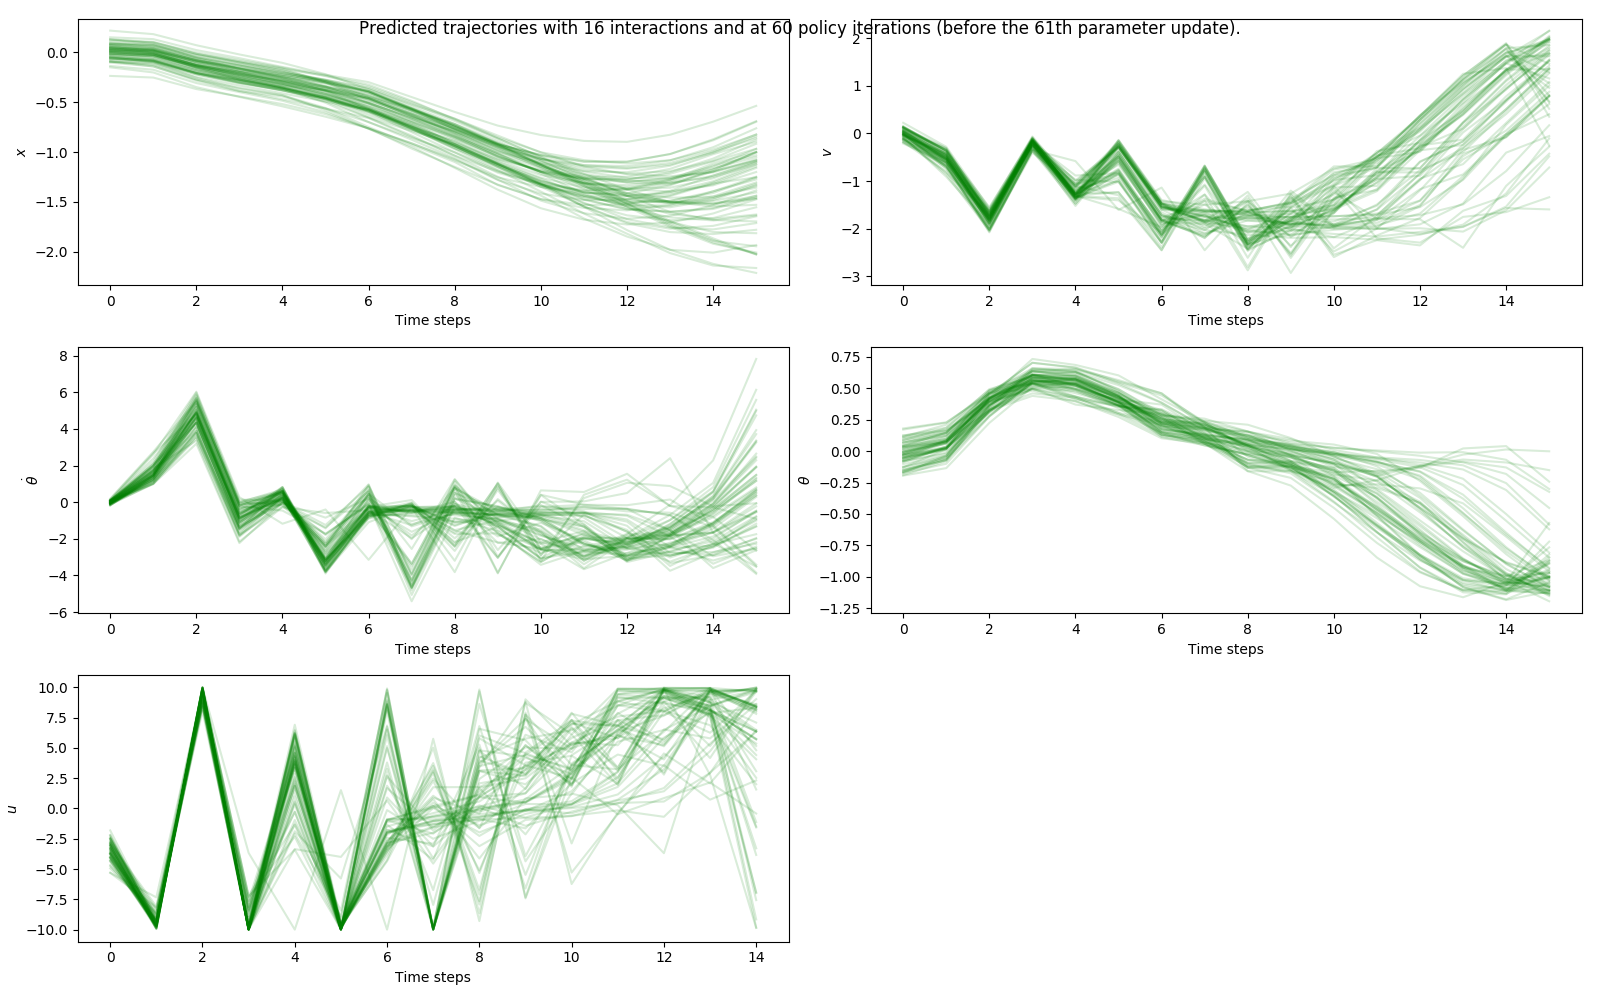 Predicted trajectories with 16 interactions and at 60 policy iterations (before the 61th parameter update).
0.0
−0.5
−1.0
−1.5
−2.0
x
0 2 4 6 8 10 12 14
Time steps
2
1
0
−1
−2
−3
v
0 2 4 6 8 10 12 14
Time steps
8
6
4
2
0
−2
−4
−6
θ̇
0 2 4 6 8 10 12 14
Time steps
0.75
0.50
0.25
0.00
−0.25
−0.50
−0.75
−1.00
−1.25
θ
0 2 4 6 8 10 12 14
Time steps
10.0
7.5
5.0
2.5
0.0
−2.5
−5.0
−7.5
−10.0
u
0 2 4 6 8 10 12 14
Time steps